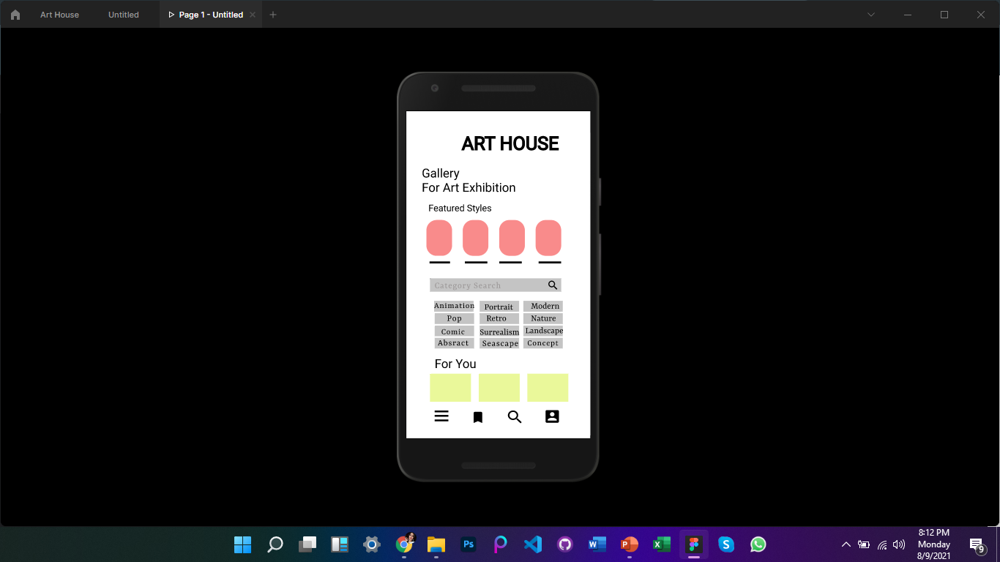 Art House
Untitled
Page 1 - Untitled
ART HOUSE
Gallery
For Art Exhibition
Featured Styles
Category Search
Animation Portrait Modern
Pop Retro Nature
Comic Surrealism Landscape
Absract Seascape Concept
For You
8:12 PM
Monday
8/9/2021
Ps
W
P
X
S
9